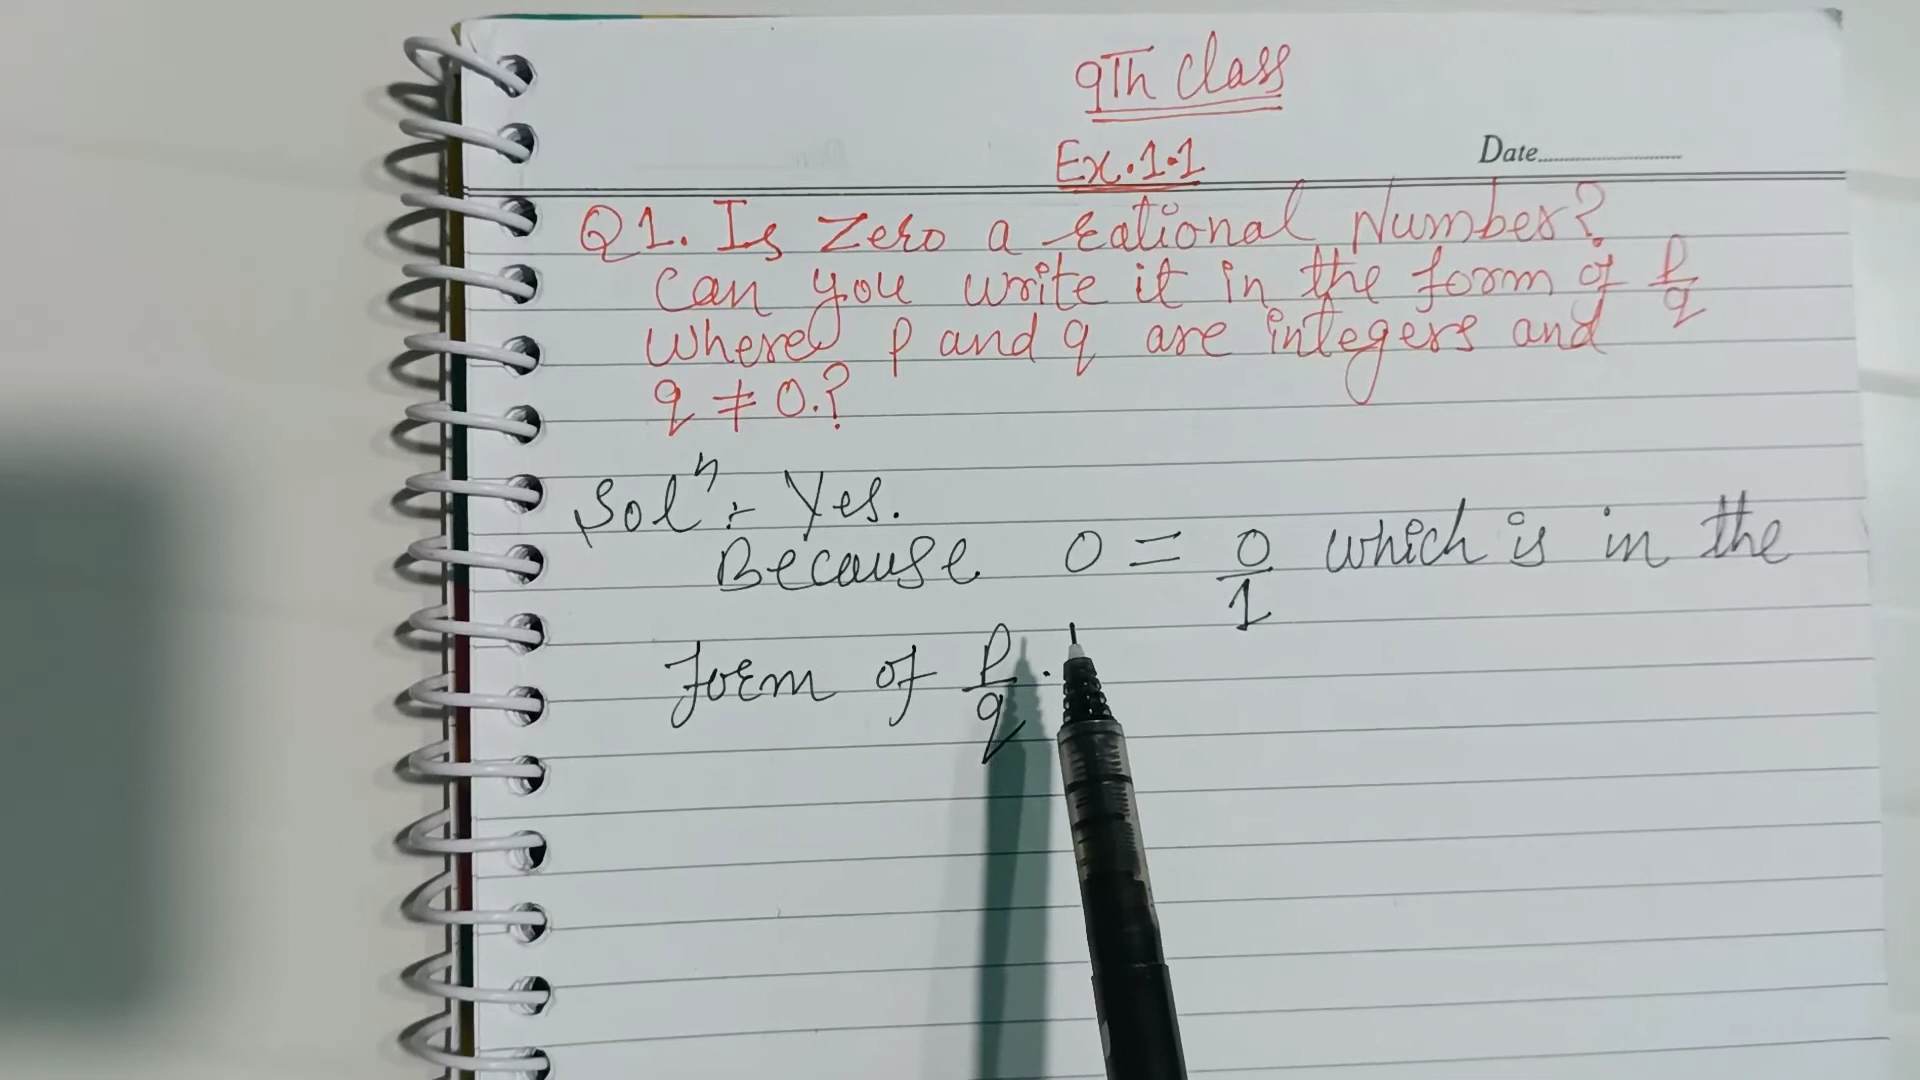 9Th Class
Ex.1.1
Date
Q1. Is Zero a rational Number?
Can you write it in the form of p/q
where p and q are integers and
q ≠ 0.?
Solⁿ:- Yes.
Because 0 = 0/1 which is in the
form of p/q.